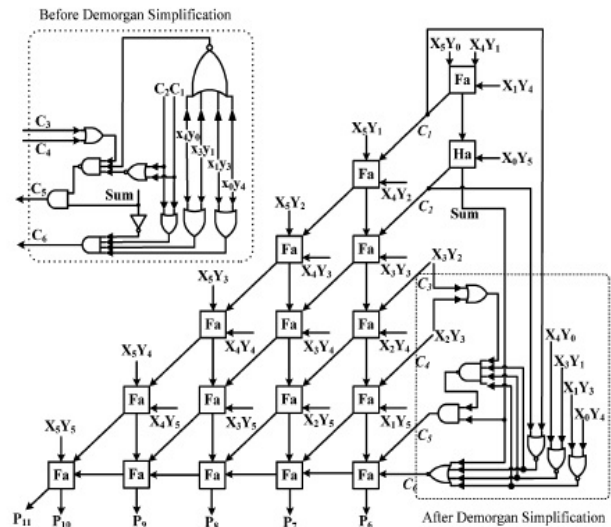 Before Demorgan Simplification
X5Y0 X4Y1
Fa
X1Y4
C2C1
C3
C4
x4y0
x3y1
x1y3
x0y4
C1
X5Y1
Ha
X0Y5
Fa
X4Y2
C5
Sum
C2
Sum
C6
X5Y2
X3Y2
Fa
X4Y3
Fa
X3Y3
C3
X5Y3
X2Y3
Fa
X4Y4
Fa
X3Y4
Fa
X2Y4
C4
X4Y0
X3Y1
X1Y3
X0Y4
X5Y4
Fa
X4Y5
Fa
X3Y5
Fa
X2Y5
Fa
X1Y5
C5
X5Y5
Fa
Fa
Fa
Fa
Fa
C6
P11
P10
P9
P8
P7
P6
After Demorgan Simplification